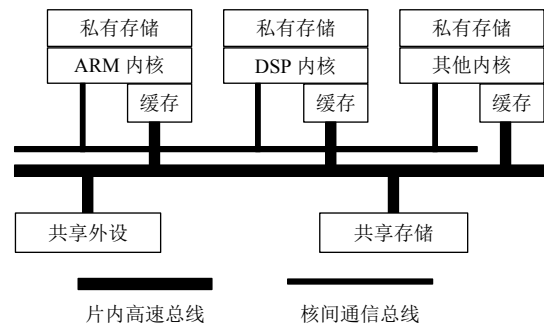 私有存储 私有存储 私有存储
ARM 内核 DSP 内核 其他内核
缓存 缓存 缓存
共享外设 共享存储
片内高速总线 核间通信总线